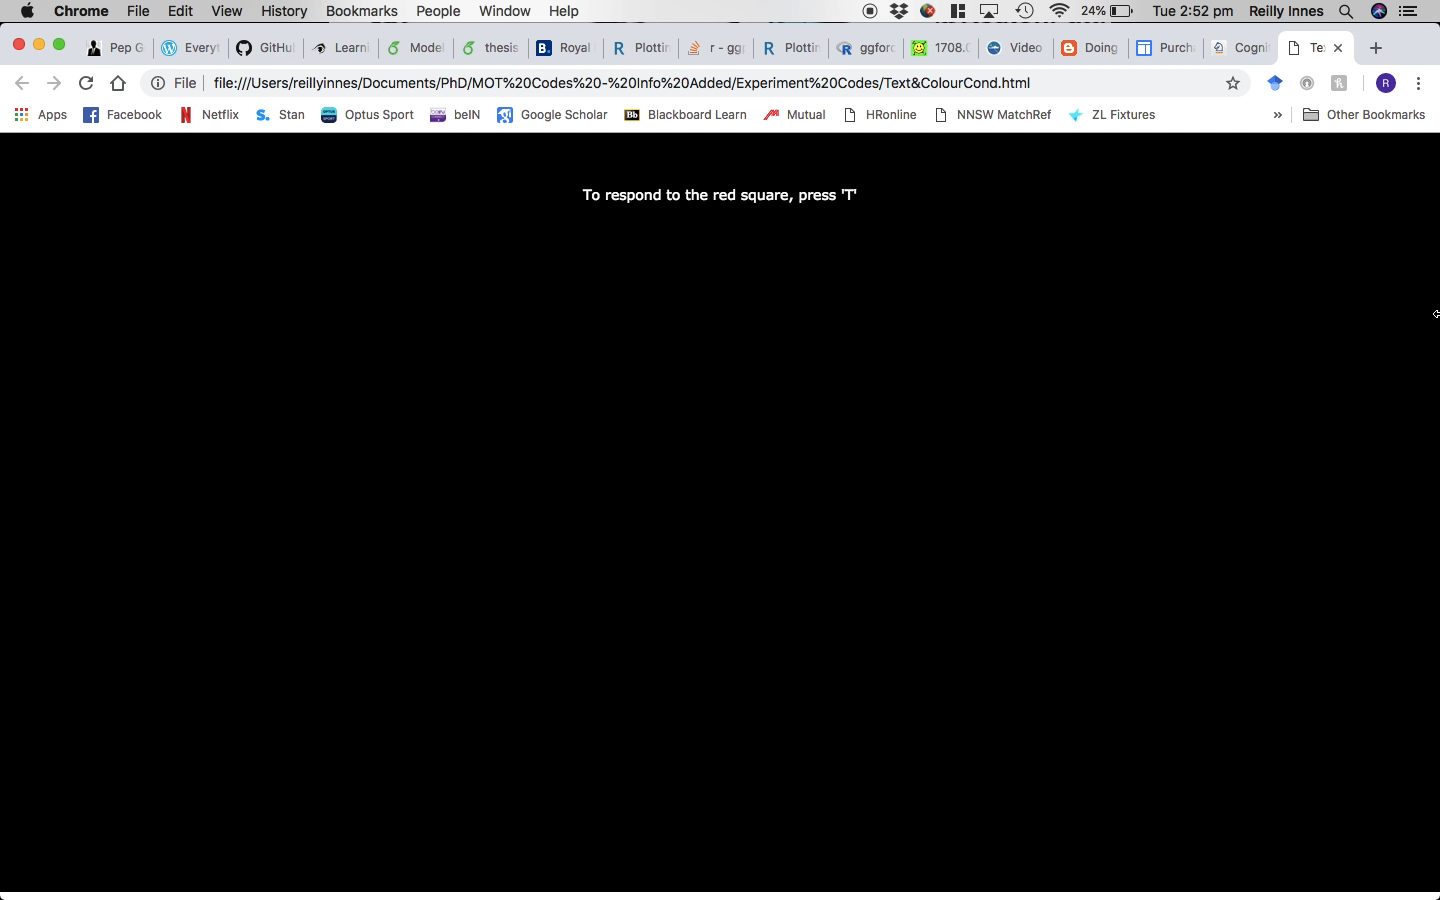 Chrome File Edit View History Bookmarks People Window Help 24% Tue 2:52 pm Reilly Innes
Pep G Everyt GitHu Learni Model thesis Royal Plottin r - ggp Plottin ggforc 1708.0 Video Doing Purch Cogni Te
File file:///Users/reillyinnes/Documents/PhD/MOT%20Codes%20-%20Info%20Added/Experiment%20Codes/Text&ColourCond.html
Apps Facebook Netflix Stan Optus Sport beIN Google Scholar Blackboard Learn Mutual HRonline NNSW MatchRef ZL Fixtures » Other Bookmarks
To respond to the red square, press 'T'